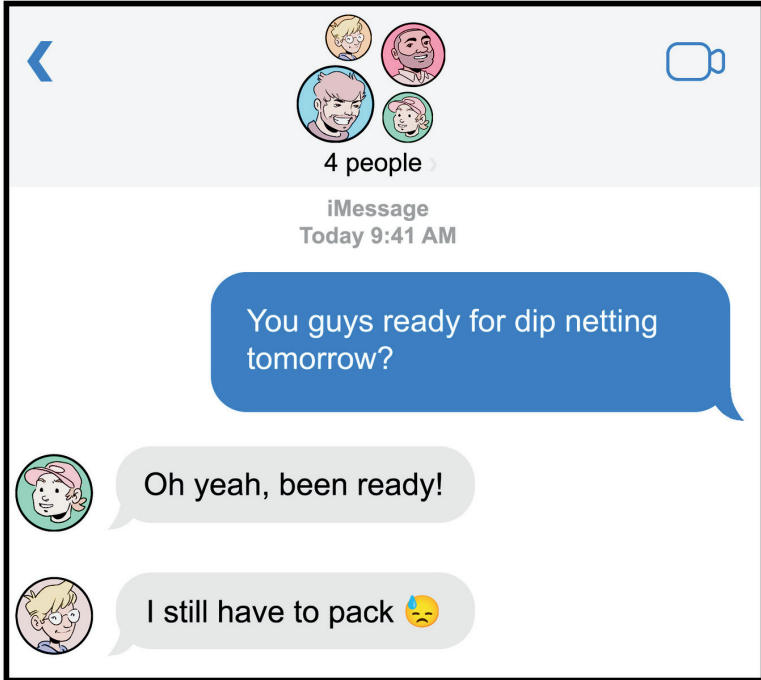 4 people
iMessage
Today 9:41 AM
You guys ready for dip netting
tomorrow?
Oh yeah, been ready!
I still have to pack 😓